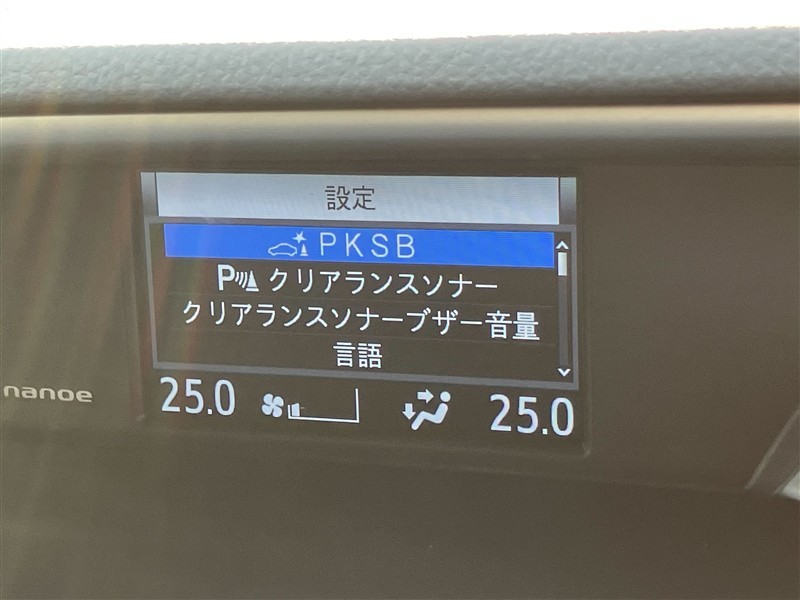 設定
PKSB
P クリアランスソナー
クリアランスソナーブザー音量
言語
nanoe
25.0 25.0